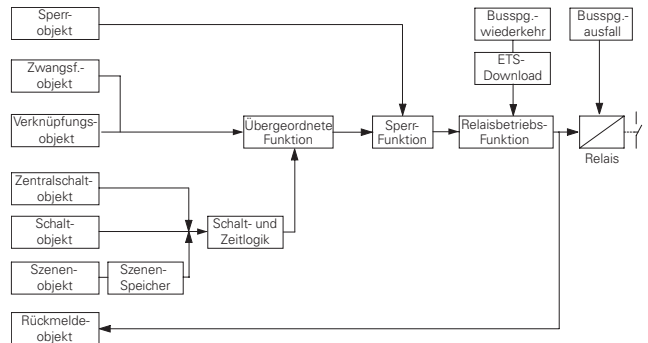 Sperr-
objekt
Busspg.-
wiederkehr
Busspg.-
ausfall
Zwangsf.-
objekt
ETS-
Download
Verknüpfungs-
objekt
Übergeordnete
Funktion
Sperr-
Funktion
Relaisbetriebs-
Funktion
Relais
Zentralschalt-
objekt
Schalt-
objekt
Schalt- und
Zeitlogik
Szenen-
objekt
Szenen-
Speicher
Rückmelde-
objekt